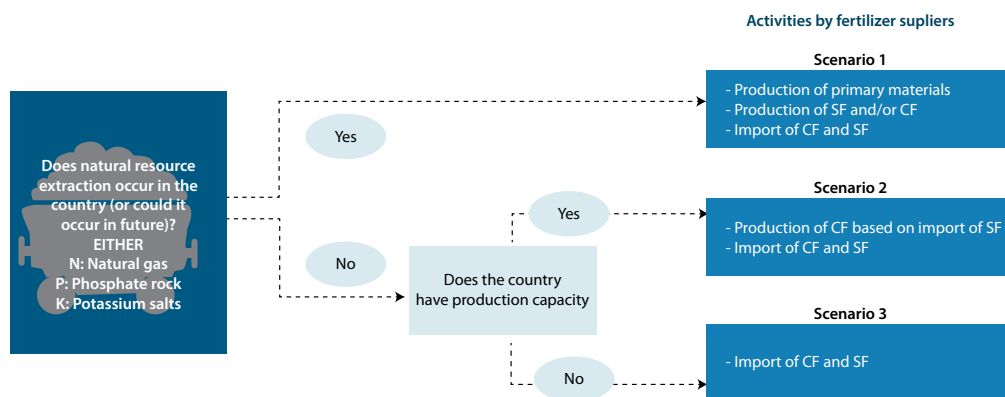 Activities by fertilizer supliers
Does natural resource
extraction occur in the
country (or could it
occur in future)?
EITHER
N: Natural gas
P: Phosphate rock
K: Potassium salts
Yes
No
Does the country
have production capacity
Yes
No
Scenario 1
- Production of primary materials
- Production of SF and/or CF
- Import of CF and SF
Scenario 2
- Production of CF based on import of SF
- Import of CF and SF
Scenario 3
- Import of CF and SF